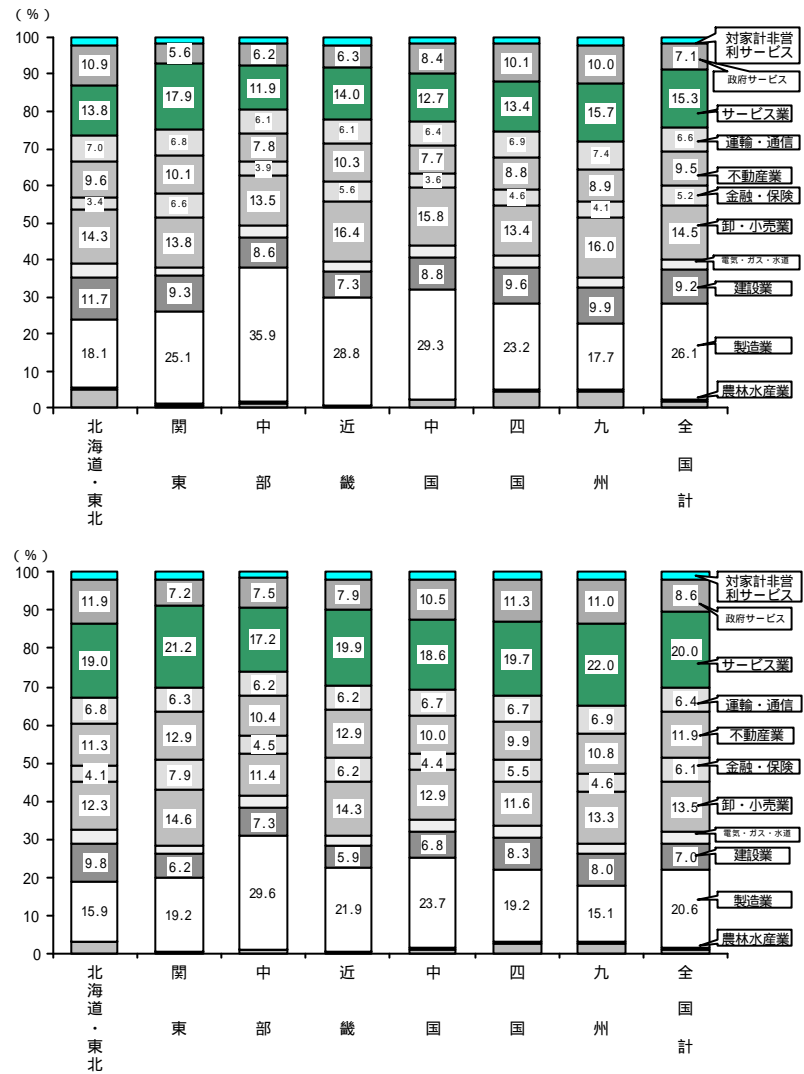 (%)
100
90
80
70
60
50
40
30
20
10
0
10.9 5.6 6.2 6.3 8.4 10.1 10.0 7.1
13.8 17.9 11.9 14.0 12.7 13.4 15.7 15.3
7.0 6.8 6.1 6.1 6.4 6.9 7.4 6.6
9.6 10.1 7.8 10.3 7.7 8.8 8.9 9.5
3.4 6.6 3.9 5.6 3.6 4.6 4.1 5.2
14.3 13.8 13.5 16.4 15.8 13.4 16.0 14.5
11.7 9.3 8.6 7.3 8.8 9.6 9.9 9.2
18.1 25.1 35.9 28.8 29.3 23.2 17.7 26.1
対家計非営
利サービス
政府サービス
サービス業
運輸・通信
不動産業
金融・保険
卸・小売業
電気・ガス・水道
建設業
製造業
農林水産業
北海道・東北
関東
中部
近畿
中国
四国
九州
全国計
(%)
100
90
80
70
60
50
40
30
20
10
0
11.9 7.2 7.5 7.9 10.5 11.3 11.0 8.6
19.0 21.2 17.2 19.9 18.6 19.7 22.0 20.0
6.8 6.3 6.2 6.2 6.7 6.7 6.9 6.4
11.3 12.9 10.4 12.9 10.0 9.9 10.8 11.9
4.1 7.9 4.5 6.2 4.4 5.5 4.6 6.1
12.3 14.6 11.4 14.3 12.9 11.6 13.3 13.5
9.8 6.2 7.3 5.9 6.8 8.3 8.0 7.0
15.9 19.2 29.6 21.9 23.7 19.2 15.1 20.6
対家計非営
利サービス
政府サービス
サービス業
運輸・通信
不動産業
金融・保険
卸・小売業
電気・ガス・水道
建設業
製造業
農林水産業
北海道・東北
関東
中部
近畿
中国
四国
九州
全国計